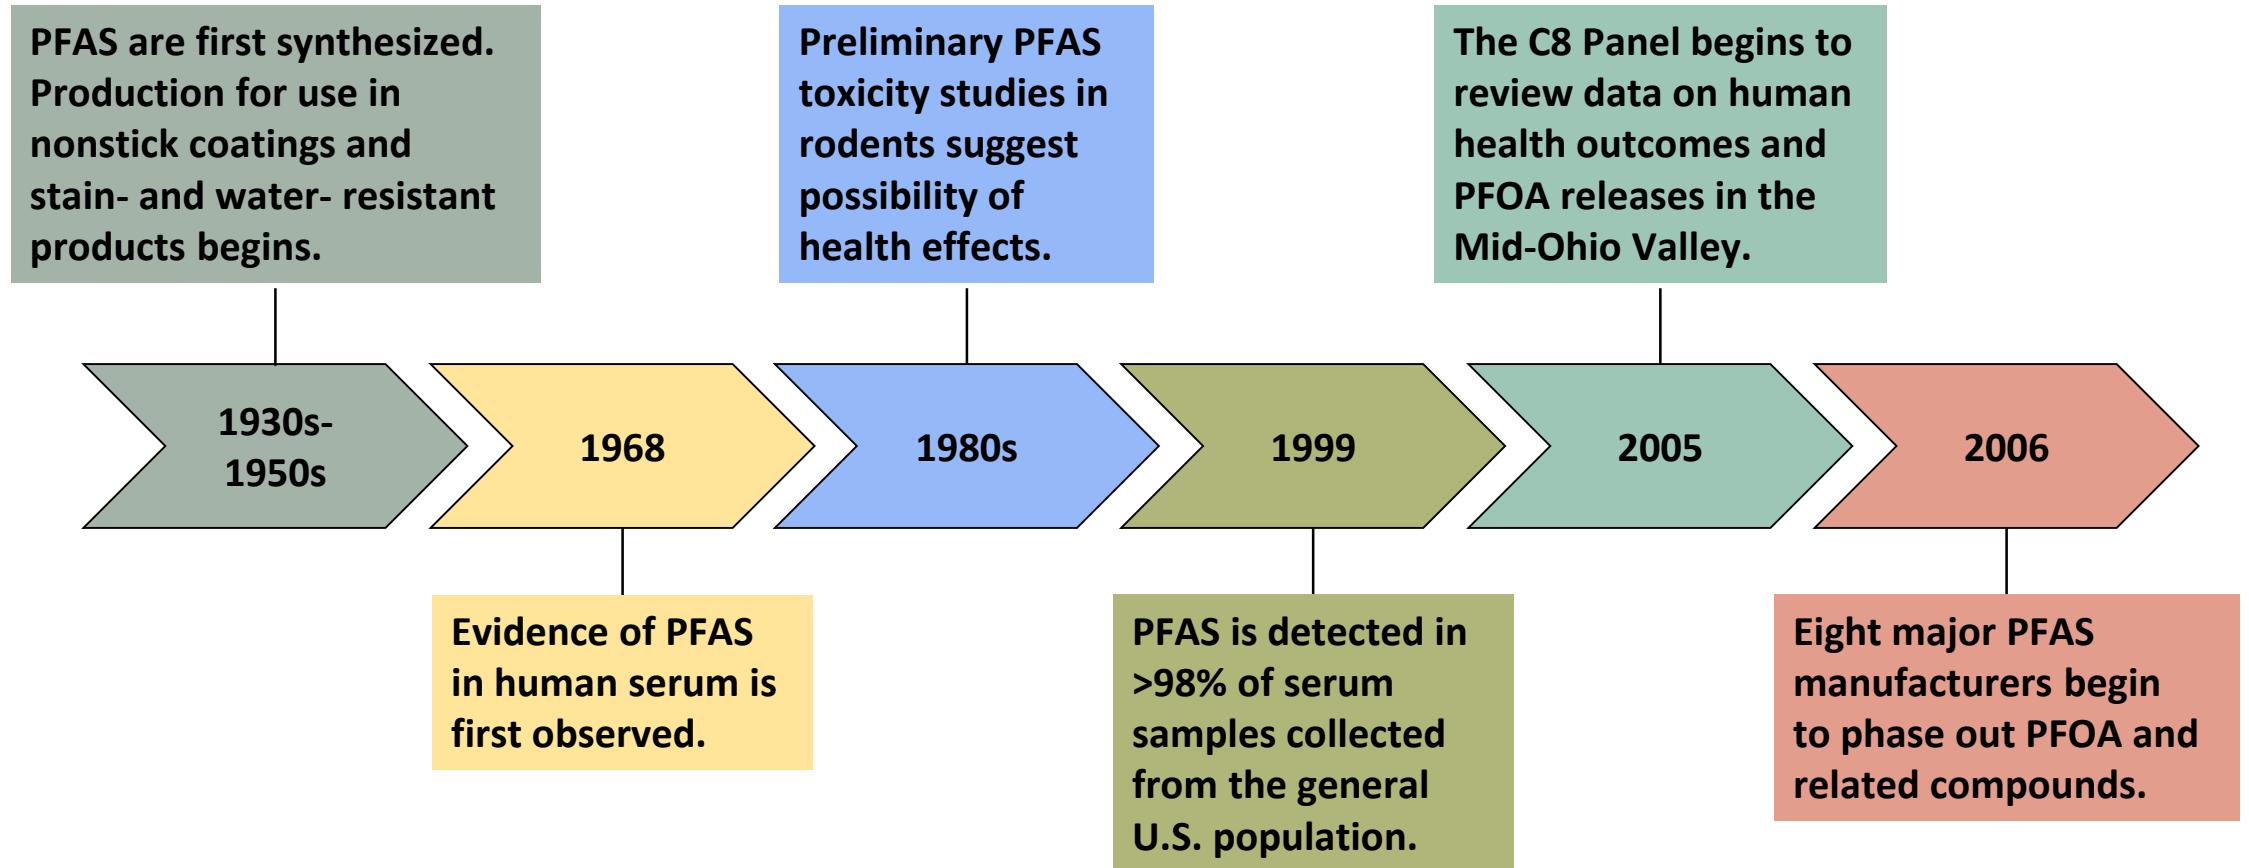 PFAS are first synthesized.
Production for use in
nonstick coatings and
stain- and water- resistant
products begins.
Preliminary PFAS
toxicity studies in
rodents suggest
possibility of
health effects.
The C8 Panel begins to
review data on human
health outcomes and
PFOA releases in the
Mid-Ohio Valley.
1930s-
1950s
1968
1980s
1999
2005
2006
Evidence of PFAS
in human serum is
first observed.
PFAS is detected in
>98% of serum
samples collected
from the general
U.S. population.
Eight major PFAS
manufacturers begin
to phase out PFOA and
related compounds.